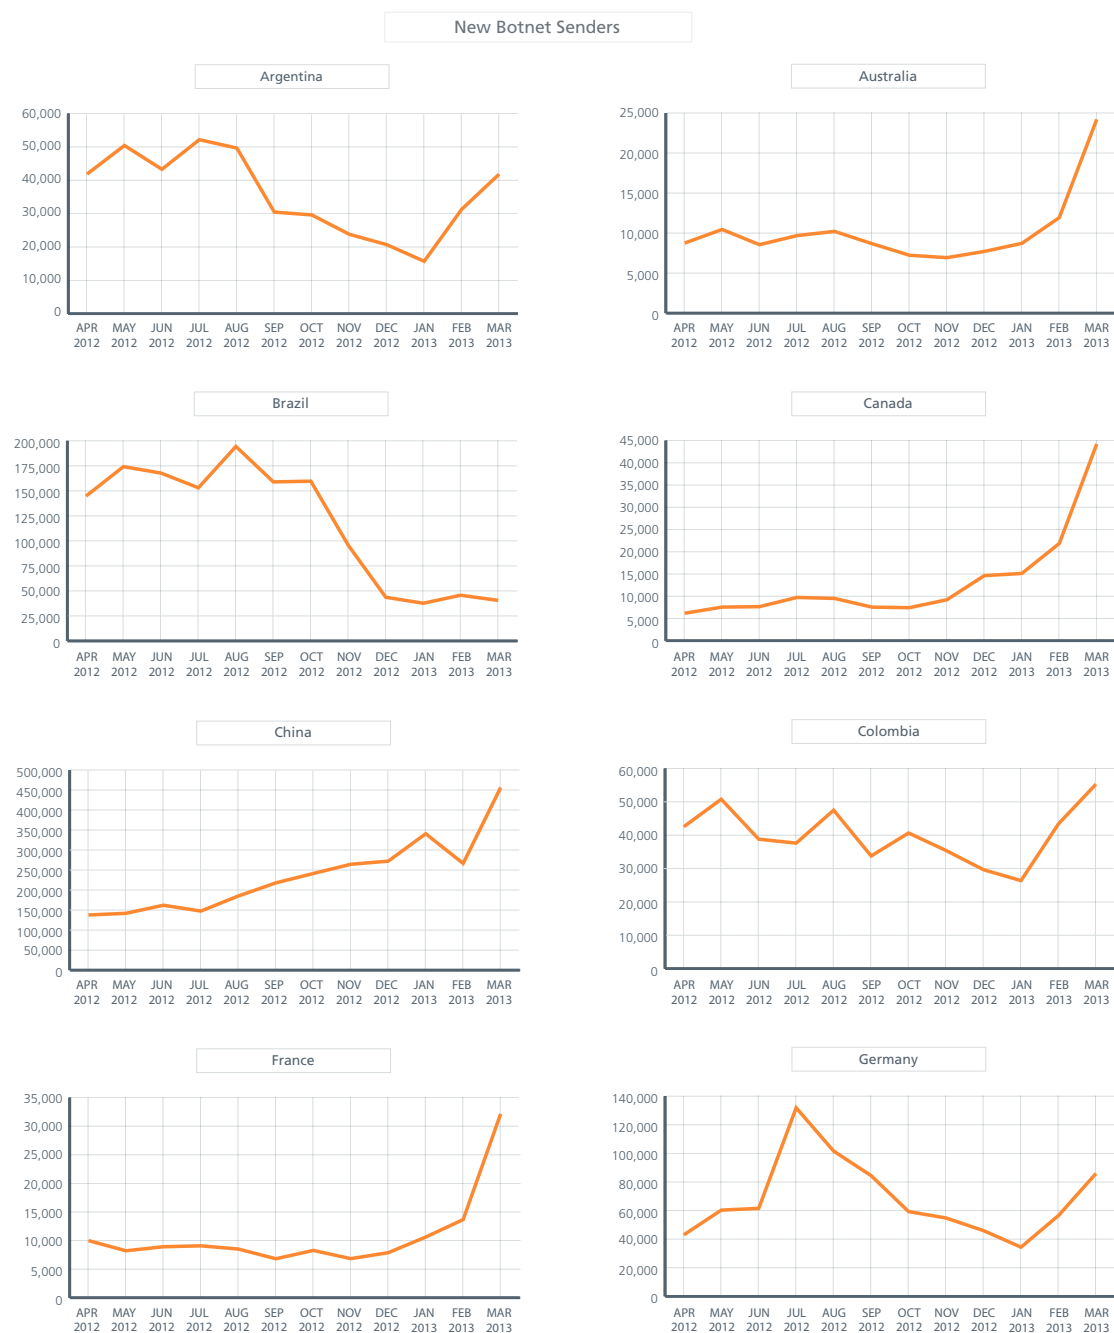 New Botnet Senders
Argentina
60,000
50,000
40,000
30,000
20,000
10,000
0
APR MAY JUN JUL AUG SEP OCT NOV DEC JAN FEB MAR
2012 2012 2012 2012 2012 2012 2012 2012 2012 2013 2013 2013
Australia
25,000
20,000
15,000
10,000
5,000
0
APR MAY JUN JUL AUG SEP OCT NOV DEC JAN FEB MAR
2012 2012 2012 2012 2012 2012 2012 2012 2012 2013 2013 2013
Brazil
200,000
175,000
150,000
125,000
100,000
75,000
50,000
25,000
0
APR MAY JUN JUL AUG SEP OCT NOV DEC JAN FEB MAR
2012 2012 2012 2012 2012 2012 2012 2012 2012 2013 2013 2013
Canada
45,000
40,000
35,000
30,000
25,000
20,000
15,000
10,000
5,000
0
APR MAY JUN JUL AUG SEP OCT NOV DEC JAN FEB MAR
2012 2012 2012 2012 2012 2012 2012 2012 2012 2013 2013 2013
China
500,000
450,000
400,000
350,000
300,000
250,000
200,000
150,000
100,000
50,000
0
APR MAY JUN JUL AUG SEP OCT NOV DEC JAN FEB MAR
2012 2012 2012 2012 2012 2012 2012 2012 2012 2013 2013 2013
Colombia
60,000
50,000
40,000
30,000
20,000
10,000
0
APR MAY JUN JUL AUG SEP OCT NOV DEC JAN FEB MAR
2012 2012 2012 2012 2012 2012 2012 2012 2012 2013 2013 2013
France
35,000
30,000
25,000
20,000
15,000
10,000
5,000
0
APR MAY JUN JUL AUG SEP OCT NOV DEC JAN FEB MAR
2012 2012 2012 2012 2012 2012 2012 2012 2012 2013 2013 2013
Germany
140,000
120,000
100,000
80,000
60,000
40,000
20,000
0
APR MAY JUN JUL AUG SEP OCT NOV DEC JAN FEB MAR
2012 2012 2012 2012 2012 2012 2012 2012 2012 2013 2013 2013